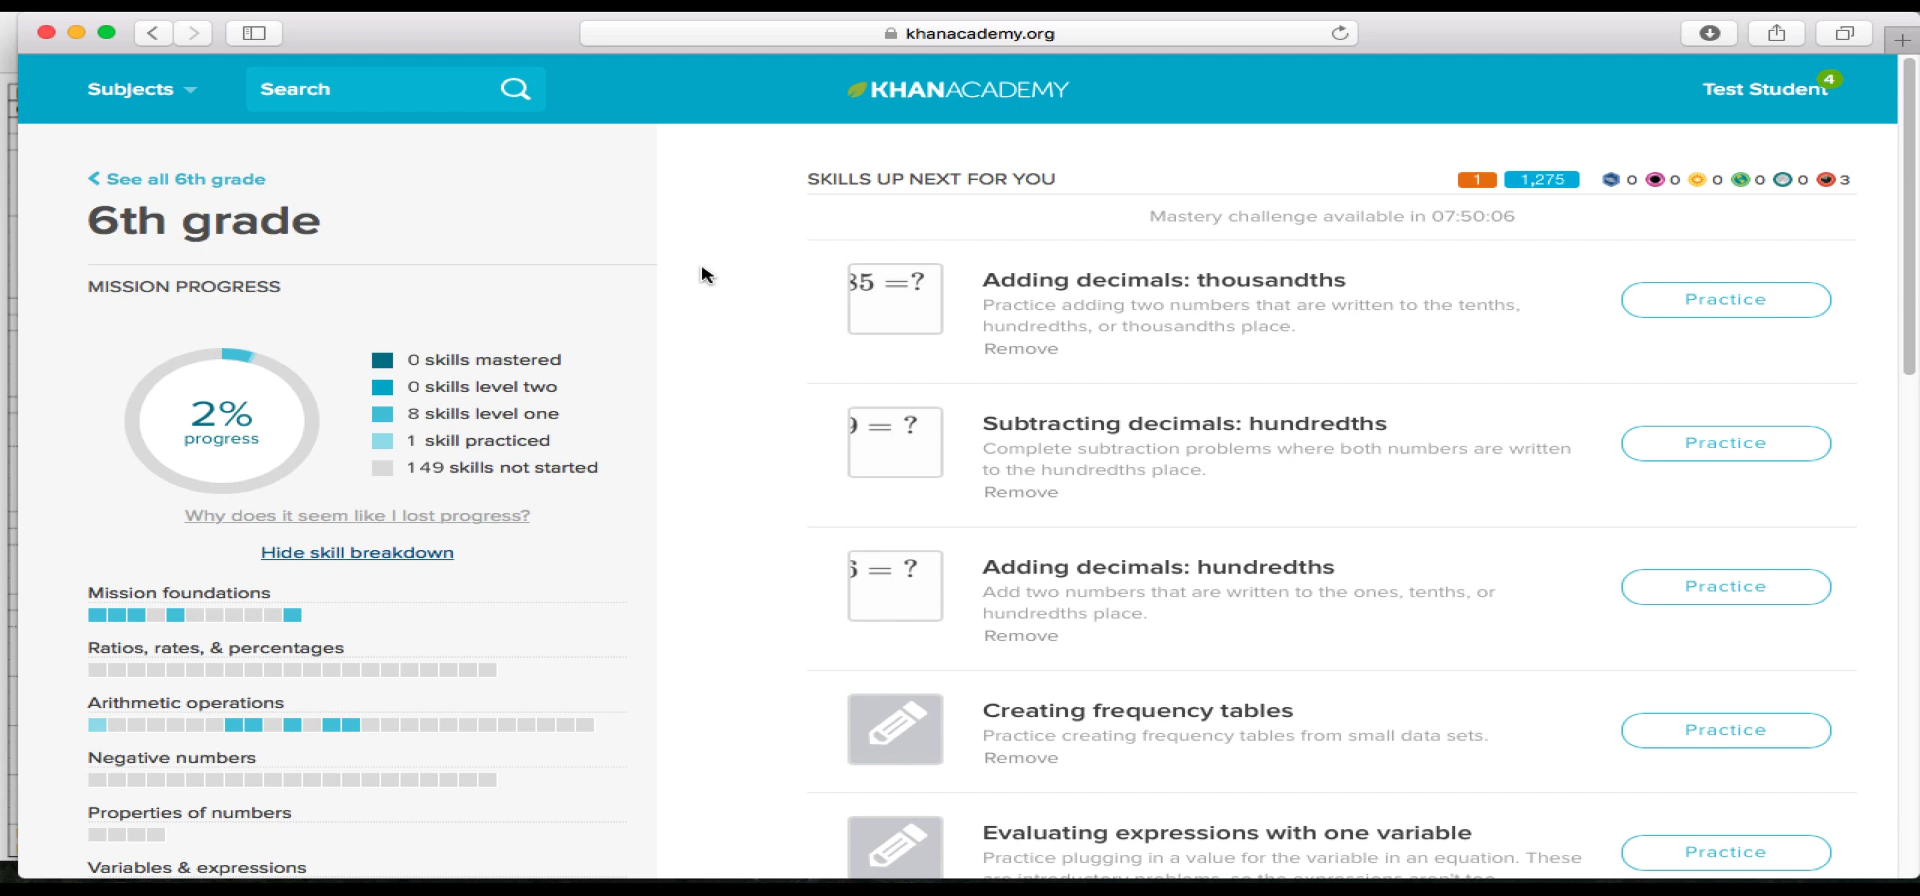 khanacademy.org
Subjects
Search
KHANACADEMY
Test Student
4
See all 6th grade
6th grade
MISSION PROGRESS
2%
progress
0 skills mastered
0 skills level two
8 skills level one
1 skill practiced
149 skills not started
Why does it seem like I lost progress?
Hide skill breakdown
Mission foundations
Ratios, rates, & percentages
Arithmetic operations
Negative numbers
Properties of numbers
Variables & expressions
SKILLS UP NEXT FOR YOU
1 1,275 0 0 0 0 0 3
Mastery challenge available in 07:50:06
35 =?
Adding decimals: thousandths
Practice adding two numbers that are written to the tenths,
hundredths, or thousandths place.
Remove
Practice
9 = ?
Subtracting decimals: hundredths
Complete subtraction problems where both numbers are written
to the hundredths place.
Remove
Practice
= ?
Adding decimals: hundredths
Add two numbers that are written to the ones, tenths, or
hundredths place.
Remove
Practice
Creating frequency tables
Practice creating frequency tables from small data sets.
Remove
Practice
Evaluating expressions with one variable
Practice plugging in a value for the variable in an equation. These
Practice